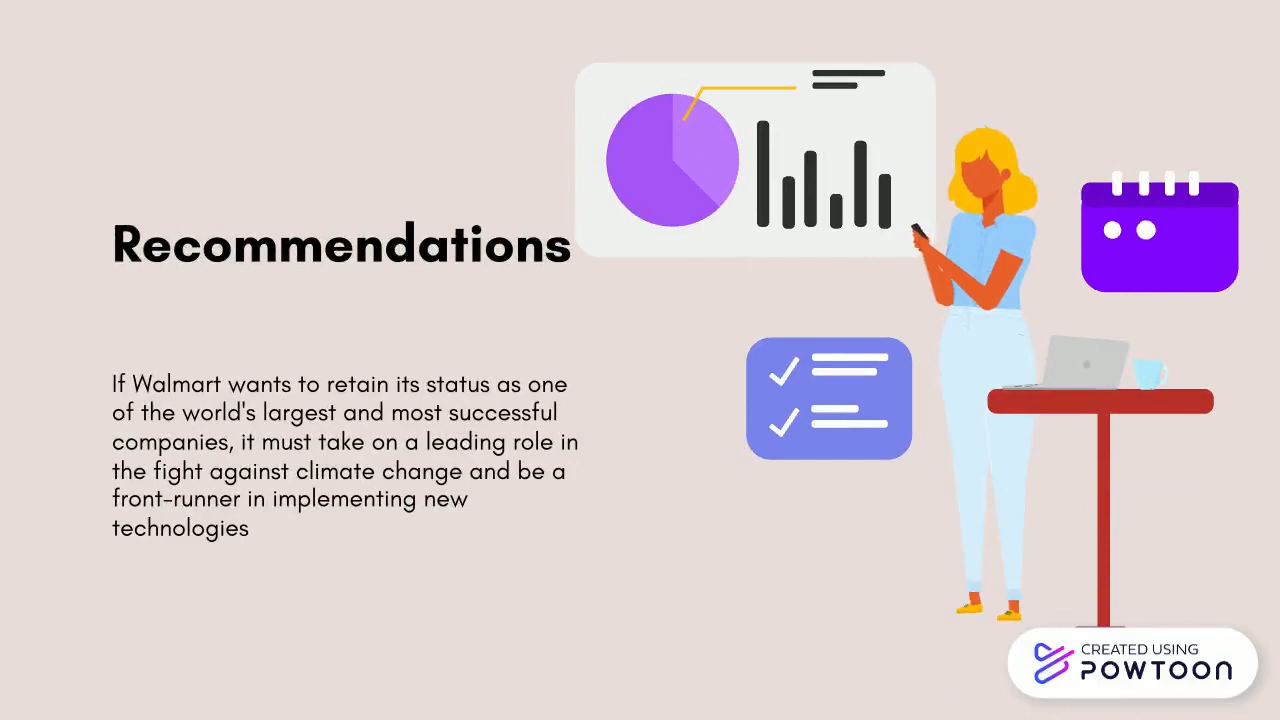 Recommendations
If Walmart wants to retain its status as one
of the world's largest and most successful
companies, it must take on a leading role in
the fight against climate change and be a
front-runner in implementing new
technologies
CREATED USING
POWTOON